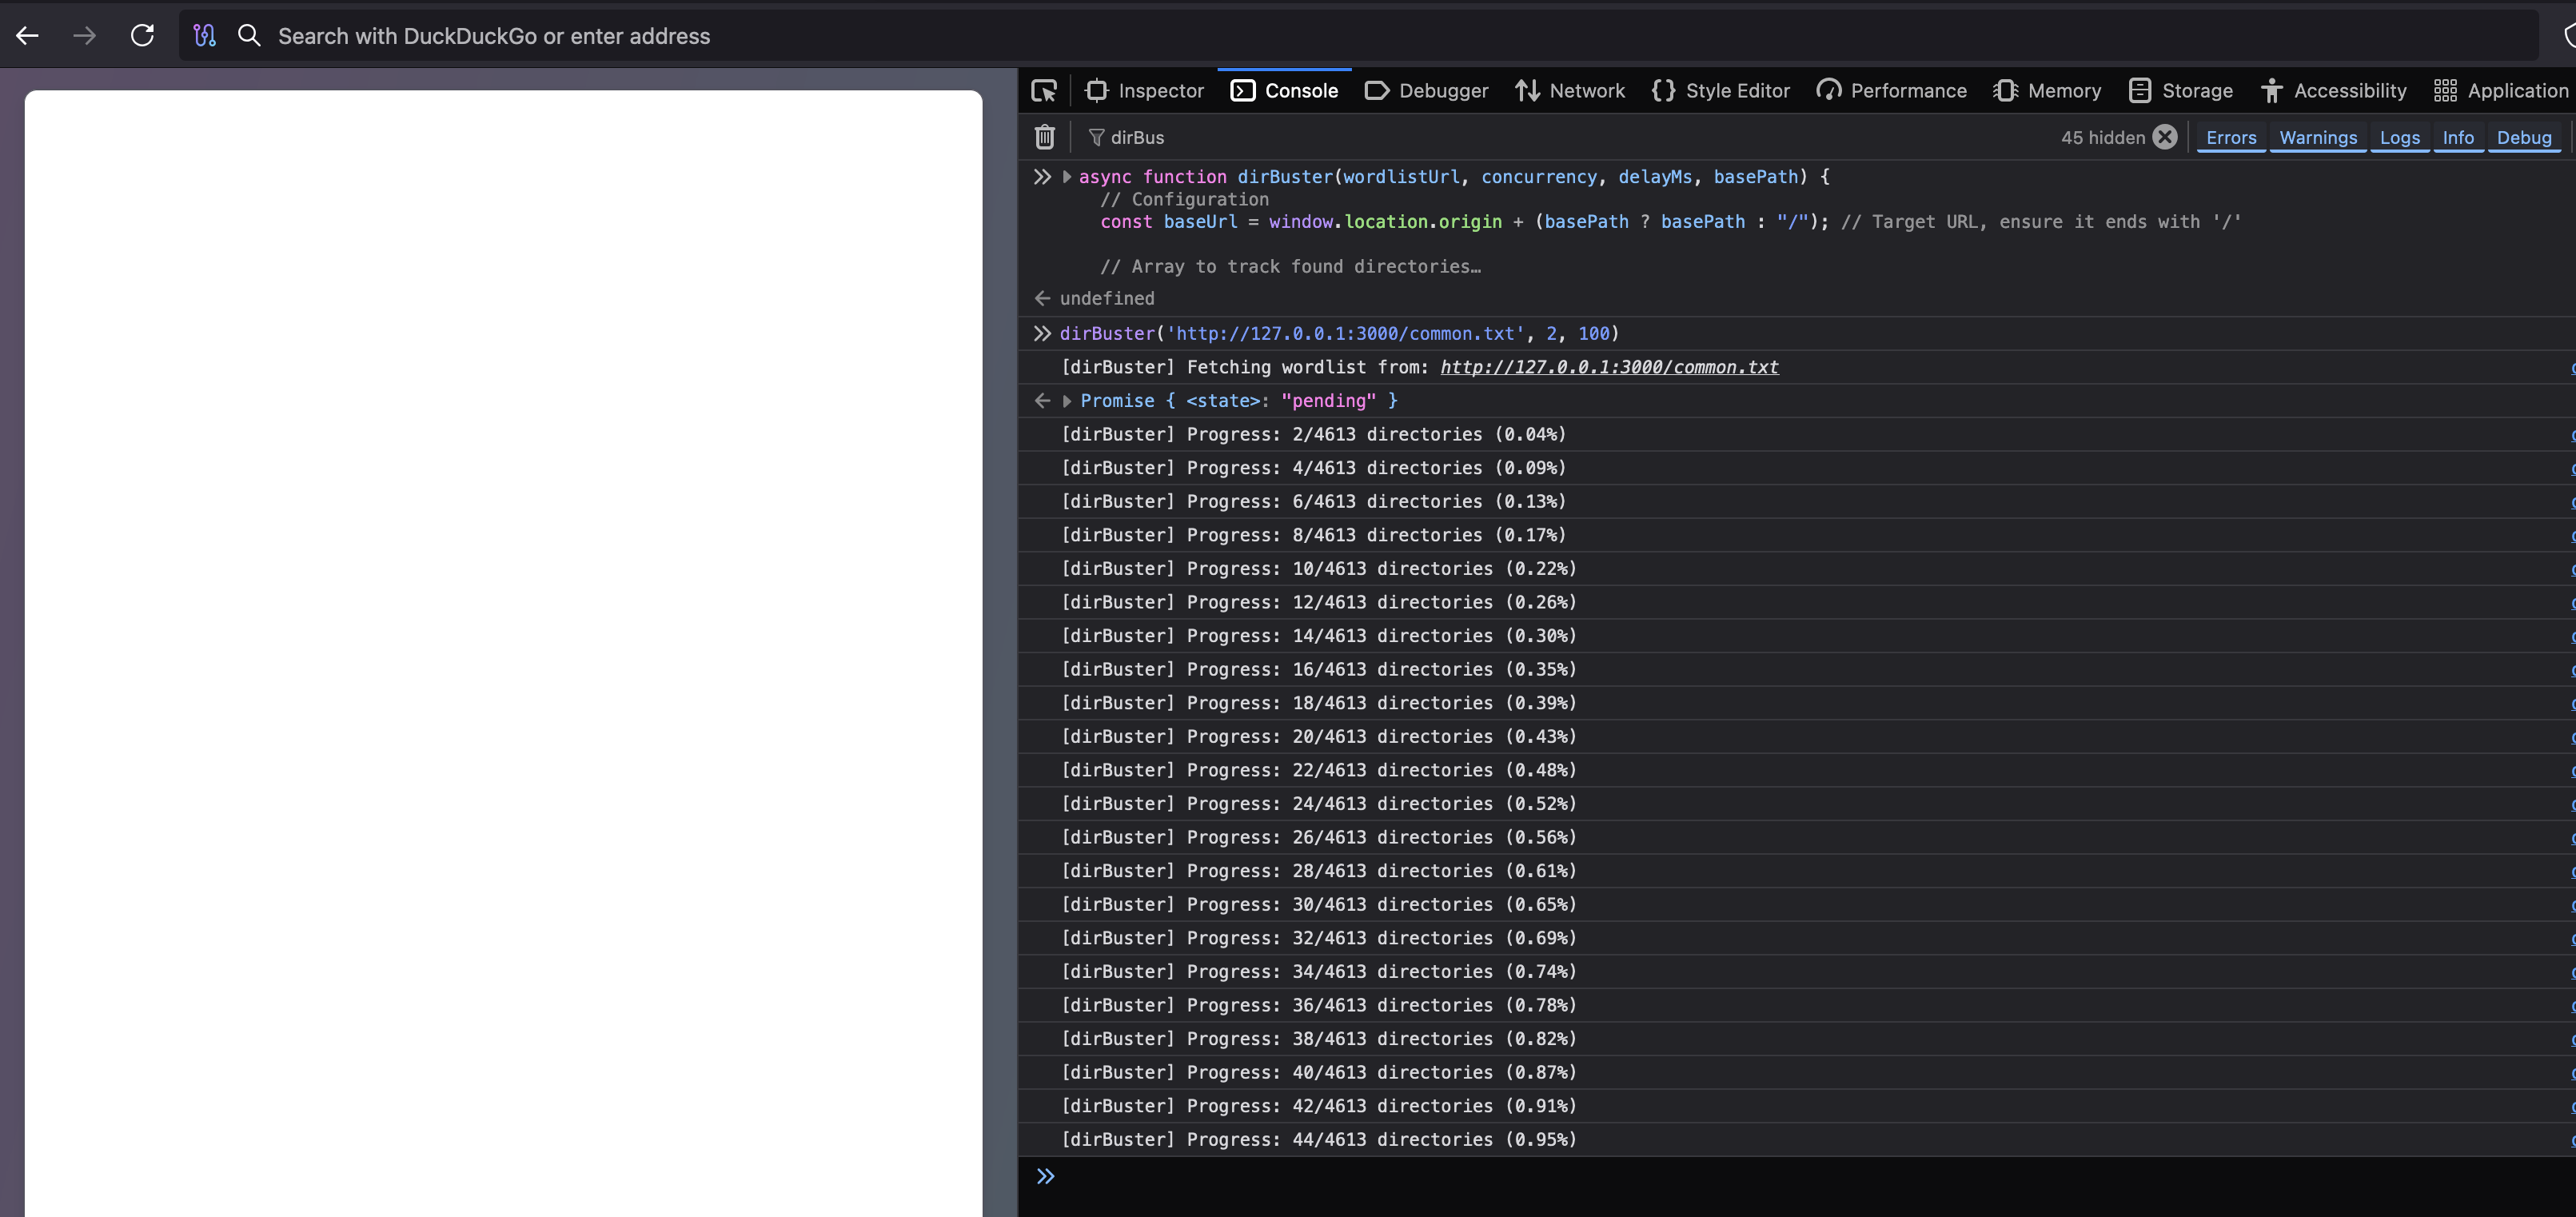 Search with DuckDuckGo or enter address
Inspector Console Debugger Network Style Editor Performance Memory Storage Accessibility Application
dirBus 45 hidden Errors Warnings Logs Info Debug
async function dirBuster(wordlistUrl, concurrency, delayMs, basePath) {
// Configuration
const baseUrl = window.location.origin + (basePath ? basePath : "/"); // Target URL, ensure it ends with '/'
// Array to track found directories…
undefined
dirBuster('http://127.0.0.1:3000/common.txt', 2, 100)
[dirBuster] Fetching wordlist from: http://127.0.0.1:3000/common.txt
Promise { <state>: "pending" }
[dirBuster] Progress: 2/4613 directories (0.04%)
[dirBuster] Progress: 4/4613 directories (0.09%)
[dirBuster] Progress: 6/4613 directories (0.13%)
[dirBuster] Progress: 8/4613 directories (0.17%)
[dirBuster] Progress: 10/4613 directories (0.22%)
[dirBuster] Progress: 12/4613 directories (0.26%)
[dirBuster] Progress: 14/4613 directories (0.30%)
[dirBuster] Progress: 16/4613 directories (0.35%)
[dirBuster] Progress: 18/4613 directories (0.39%)
[dirBuster] Progress: 20/4613 directories (0.43%)
[dirBuster] Progress: 22/4613 directories (0.48%)
[dirBuster] Progress: 24/4613 directories (0.52%)
[dirBuster] Progress: 26/4613 directories (0.56%)
[dirBuster] Progress: 28/4613 directories (0.61%)
[dirBuster] Progress: 30/4613 directories (0.65%)
[dirBuster] Progress: 32/4613 directories (0.69%)
[dirBuster] Progress: 34/4613 directories (0.74%)
[dirBuster] Progress: 36/4613 directories (0.78%)
[dirBuster] Progress: 38/4613 directories (0.82%)
[dirBuster] Progress: 40/4613 directories (0.87%)
[dirBuster] Progress: 42/4613 directories (0.91%)
[dirBuster] Progress: 44/4613 directories (0.95%)